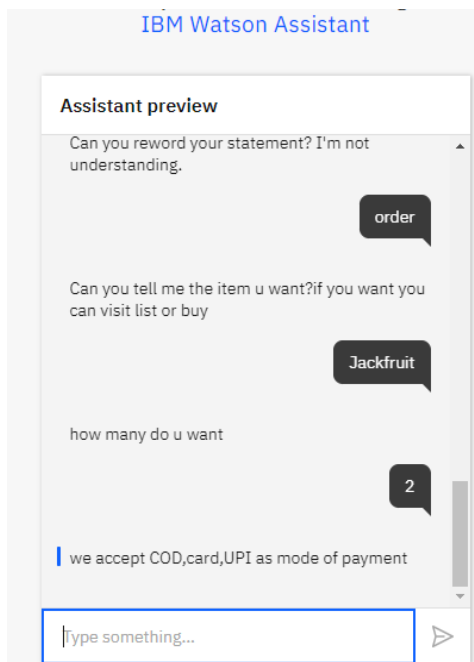 IBM Watson Assistant
Assistant preview
Can you reword your statement? I'm not
understanding.
order
Can you tell me the item u want?if you want you
can visit list or buy
Jackfruit
how many do u want
2
we accept COD,card,UPI as mode of payment
Type something...